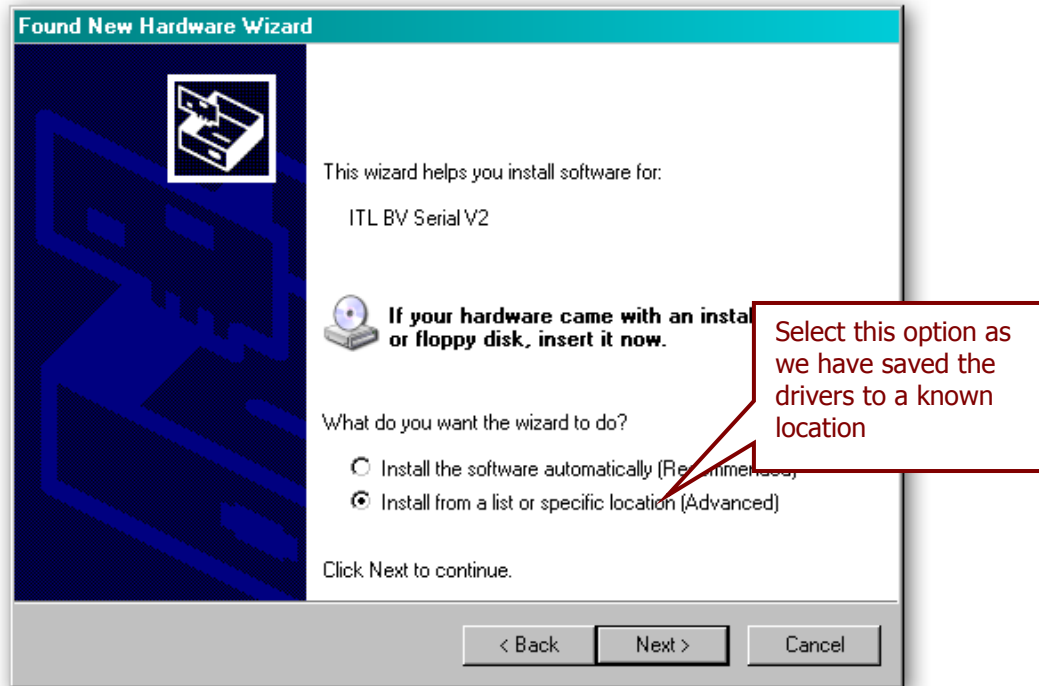 Found New Hardware Wizard
This wizard helps you install software for:
ITL BV Serial V2
If your hardware came with an instal
or floppy disk, insert it now.
Select this option as
we have saved the
drivers to a known
location
What do you want the wizard to do?
Install the software automatically (Recommended)
Install from a list or specific location (Advanced)
Click Next to continue.
< Back
Next >
Cancel